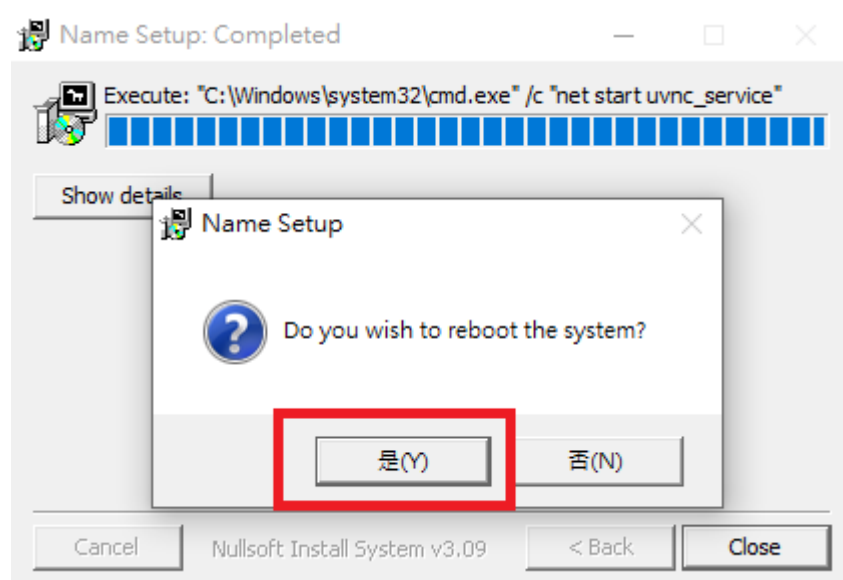 Name Setup: Completed
Execute: "C:\Windows\system32\cmd.exe" /c "net start uvnc_service"
Show details
Name Setup
Do you wish to reboot the system?
是(Y)
否(N)
Cancel
Nullsoft Install System v3.09
< Back
Close